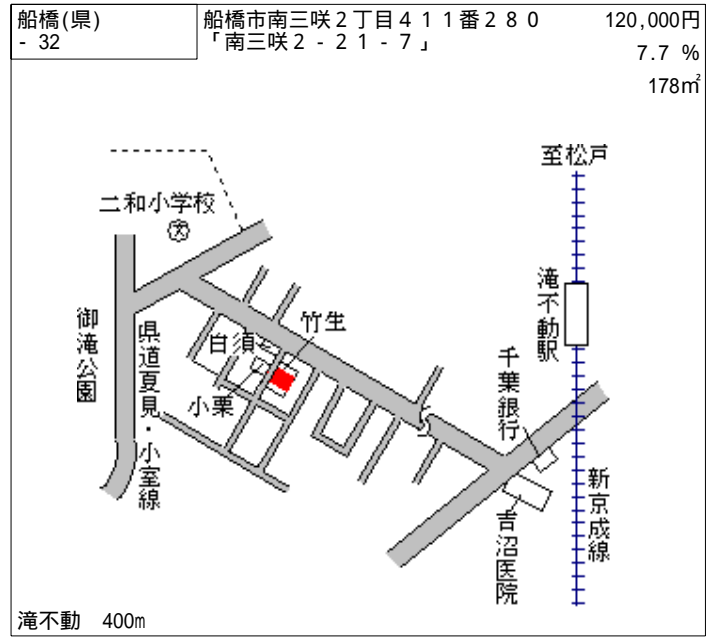 船橋(県)
- 32
船橋市南三咲２丁目４１１番２８０
「南三咲２－２１－７」
120,000円
7.7 %
178㎡
至松戸
二和小学校
文
滝不動駅
御滝公園
県道夏見・小室線
竹生
白須
小栗
千葉銀行
吉沼医院
新京成線
滝不動 400m